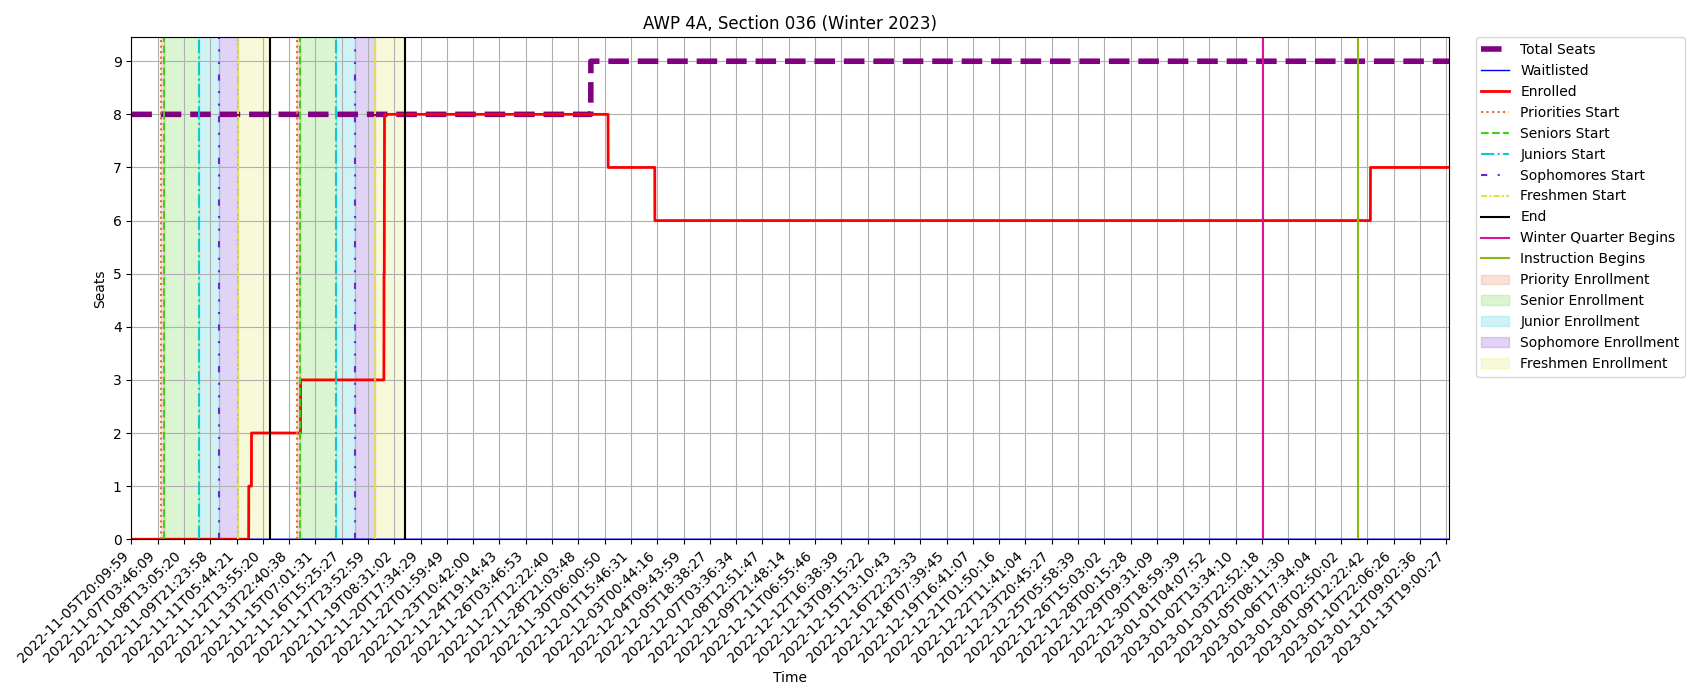 AWP 4A, Section 036 (Winter 2023)
Seats
9
8
7
6
5
4
3
2
1
0
2022-11-05T20:09:59
2022-11-07T03:46:09
2022-11-08T13:05:20
2022-11-09T21:23:58
2022-11-11T05:44:21
2022-11-12T13:55:20
2022-11-13T22:40:38
2022-11-15T07:01:31
2022-11-16T15:25:27
2022-11-17T23:52:59
2022-11-19T08:31:02
2022-11-20T17:34:29
2022-11-22T01:59:49
2022-11-23T10:42:00
2022-11-24T19:14:43
2022-11-26T03:46:53
2022-11-27T12:22:40
2022-11-28T21:03:48
2022-11-30T06:00:50
2022-12-01T15:46:31
2022-12-03T00:44:16
2022-12-04T09:43:59
2022-12-05T18:38:27
2022-12-07T03:36:34
2022-12-08T12:51:47
2022-12-09T21:48:14
2022-12-11T06:55:46
2022-12-12T16:38:39
2022-12-13T09:15:22
2022-12-15T13:10:43
2022-12-16T22:23:33
2022-12-18T07:39:45
2022-12-19T16:41:07
2022-12-21T01:50:16
2022-12-22T11:41:04
2022-12-23T20:45:27
2022-12-25T05:58:39
2022-12-26T15:03:02
2022-12-28T00:15:28
2022-12-29T09:31:09
2022-12-30T18:59:39
2023-01-01T04:07:52
2023-01-02T13:34:10
2023-01-03T22:52:18
2023-01-05T08:11:30
2023-01-06T17:34:04
2023-01-08T02:50:02
2023-01-09T12:22:42
2023-01-10T22:06:26
2023-01-12T09:02:36
2023-01-13T19:00:27
Time
Total Seats
Waitlisted
Enrolled
Priorities Start
Seniors Start
Juniors Start
Sophomores Start
Freshmen Start
End
Winter Quarter Begins
Instruction Begins
Priority Enrollment
Senior Enrollment
Junior Enrollment
Sophomore Enrollment
Freshmen Enrollment